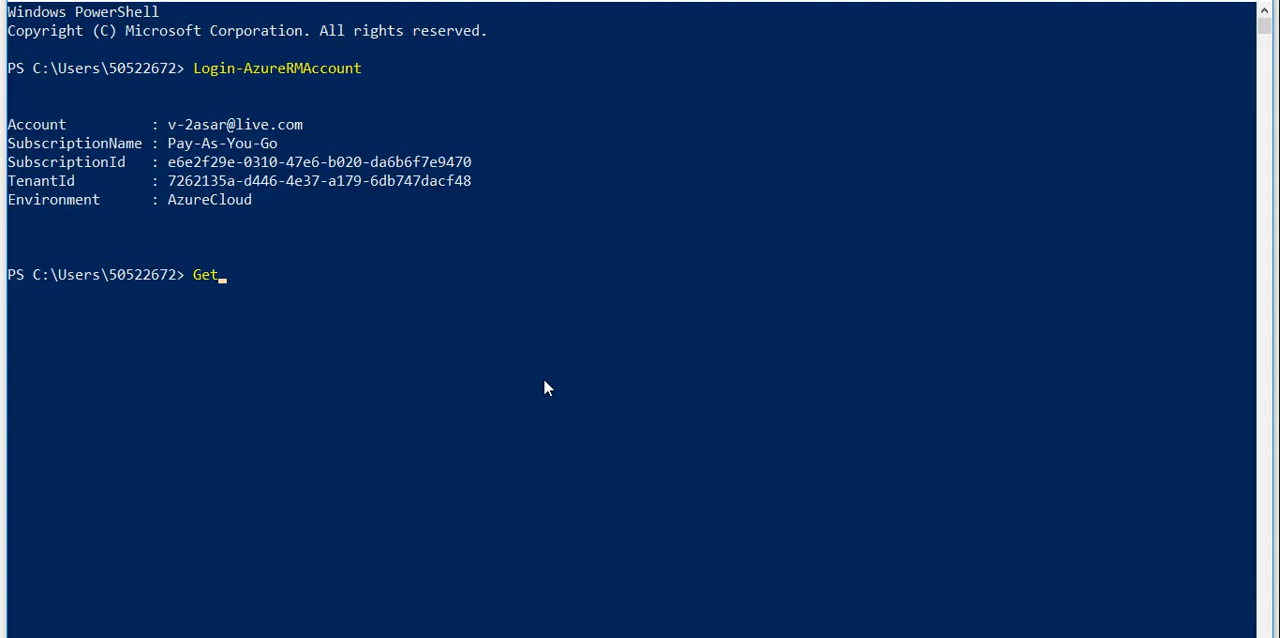 Windows PowerShell
Copyright (C) Microsoft Corporation. All rights reserved.
PS C:\Users\50522672> Login-AzureRMAccount
Account          : v-2asar@live.com
SubscriptionName : Pay-As-You-Go
SubscriptionId   : e6e2f29e-0310-47e6-b020-da6b6f7e9470
TenantId         : 7262135a-d446-4e37-a179-6db747dacf48
Environment      : AzureCloud
PS C:\Users\50522672> Get